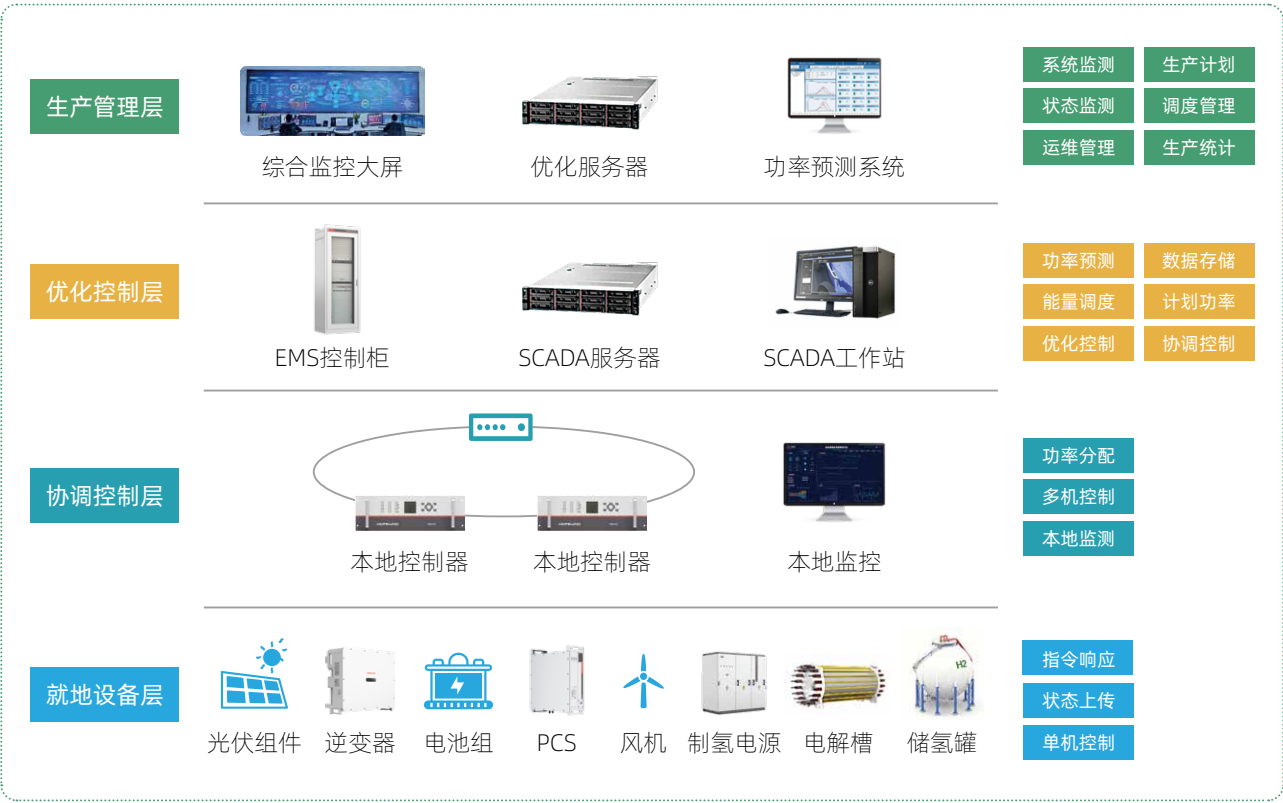 生产管理层
综合监控大屏
优化服务器
功率预测系统
系统监测
生产计划
状态监测
调度管理
运维管理
生产统计
优化控制层
EMS控制柜
SCADA服务器
SCADA工作站
功率预测
数据存储
能量调度
计划功率
优化控制
协调控制
协调控制层
本地控制器
本地控制器
本地监控
功率分配
多机控制
本地监测
就地设备层
H2
光伏组件
逆变器
电池组
PCS
风机
制氢电源
电解槽
储氢罐
指令响应
状态上传
单机控制